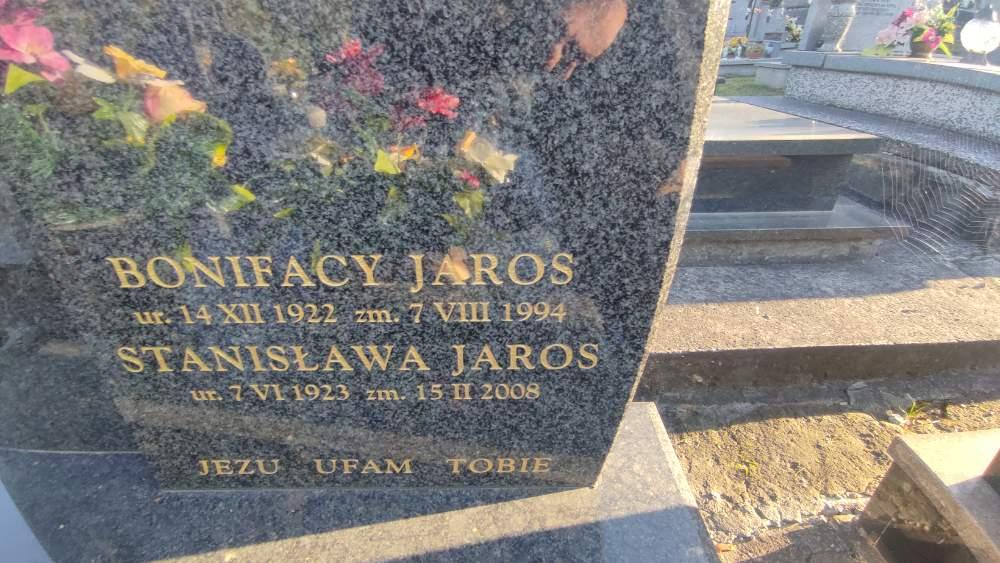 BONIFACY JAROS
ur. 14 XII 1922 zm. 7 VIII 1994
STANISŁAWA JAROS
ur. 7 VI 1923 zm. 15 II 2008
JEZU UFAM TOBIE